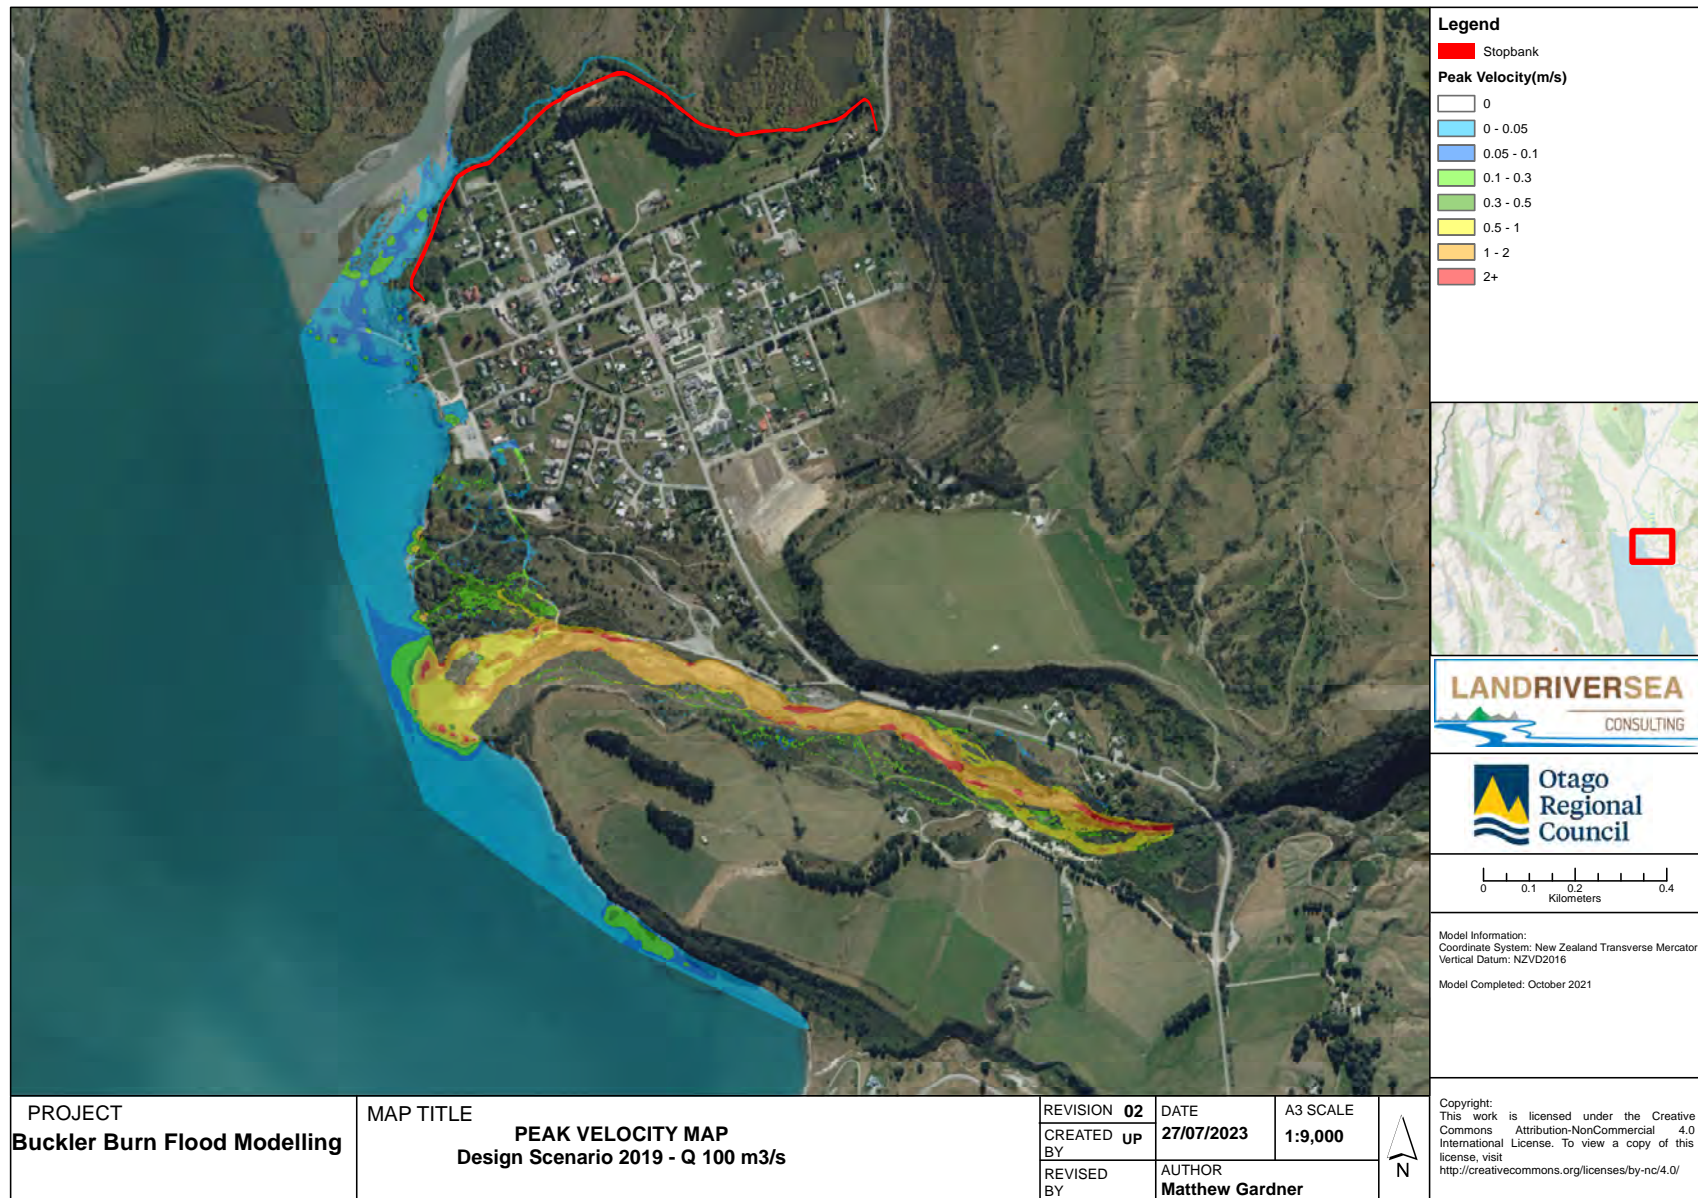 Legend
Stopbank
Peak Velocity(m/s)
0
0 - 0.05
0.05 - 0.1
0.1 - 0.3
0.3 - 0.5
0.5 - 1
1 - 2
2+
LANDRIVERSEA
CONSULTING
Otago
Regional
Council
0 0.1 0.2 0.4
Kilometers
Model Information:
Coordinate System: New Zealand Transverse Mercator
Vertical Datum: NZVD2016
Model Completed: October 2021
Copyright:
This work is licensed under the Creative
Commons Attribution-NonCommercial 4.0
International License. To view a copy of this
license, visit
http://creativecommons.org/licenses/by-nc/4.0/
PROJECT
Buckler Burn Flood Modelling
MAP TITLE
PEAK VELOCITY MAP
Design Scenario 2019 - Q 100 m3/s
REVISION 02
CREATED BY UP
REVISED BY
DATE
27/07/2023
A3 SCALE
1:9,000
AUTHOR
Matthew Gardner
N